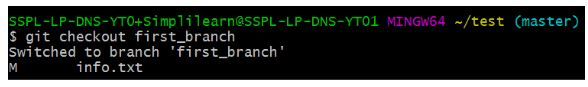 SSPL-LP-DNS-YT0+Simplilearn@SSPL-LP-DNS-YT01 MINGW64 ~/test (master)
$ git checkout first_branch
Switched to branch 'first_branch'
M       info.txt